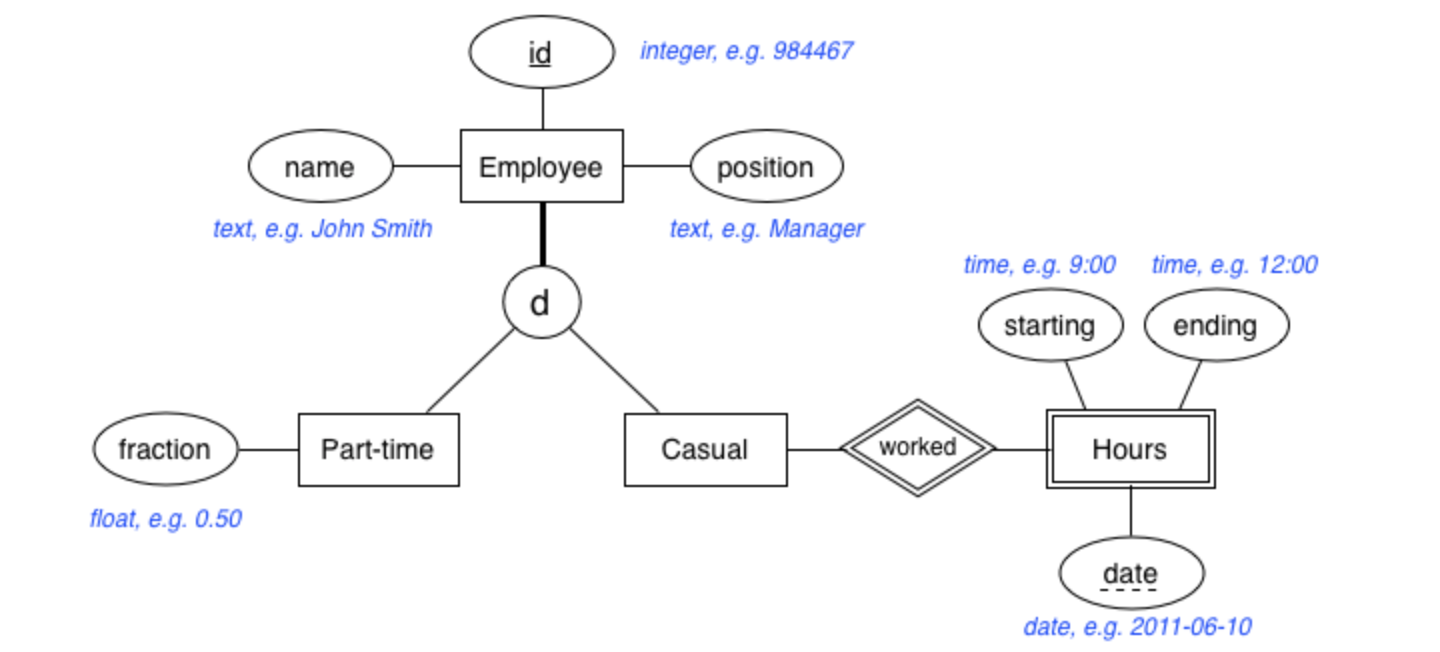 id
integer, e.g. 984467
name
Employee
position
text, e.g. John Smith
text, e.g. Manager
time, e.g. 9:00
time, e.g. 12:00
d
starting
ending
fraction
Part-time
Casual
worked
Hours
float, e.g. 0.50
date
date, e.g. 2011-06-10